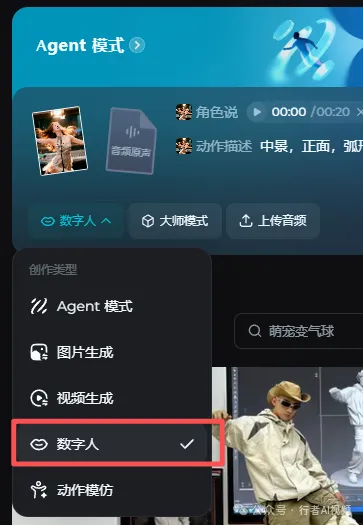 Agent 模式
角色说 00:00 /00:20
音频原声
动作描述 中景，正面，弧形
数字人 大师模式 上传音频
创作类型
Agent 模式
图片生成
萌宠变气球
视频生成
数字人
动作模仿
公众号 · 行者AI视频